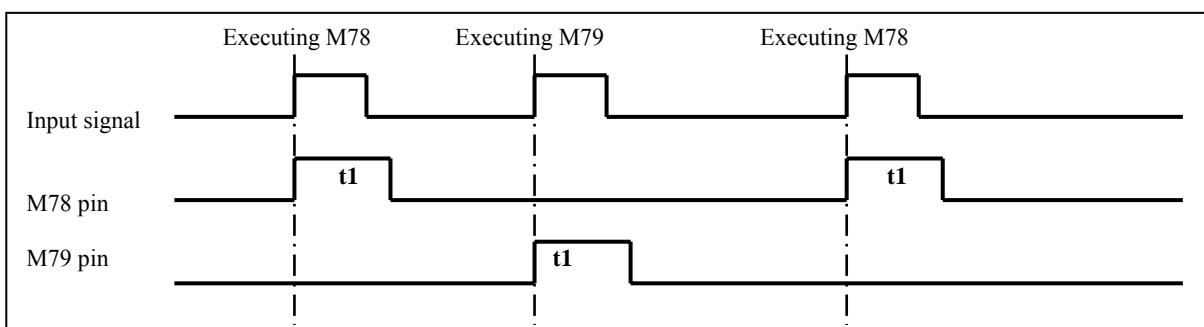 Executing M78 Executing M79 Executing M78
Input signal
t1 t1
M78 pin
M79 pin t1